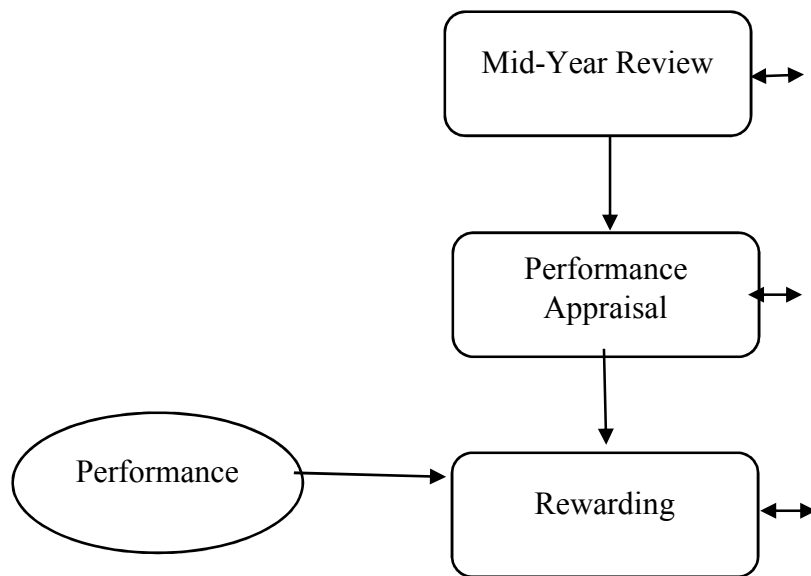 Mid-Year Review
Performance
Appraisal
Performance
Rewarding